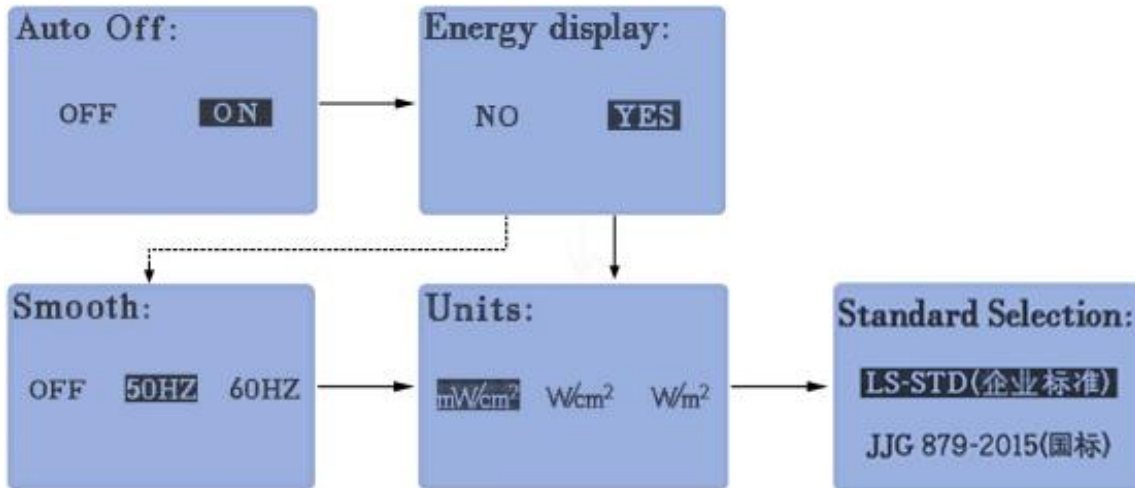 Auto Off:
OFF ON
Energy display:
NO YES
Smooth:
OFF 50HZ 60HZ
Units:
mW/cm² W/cm² W/m²
Standard Selection:
LS-STD(企业标准)
JJG 879-2015(国标)